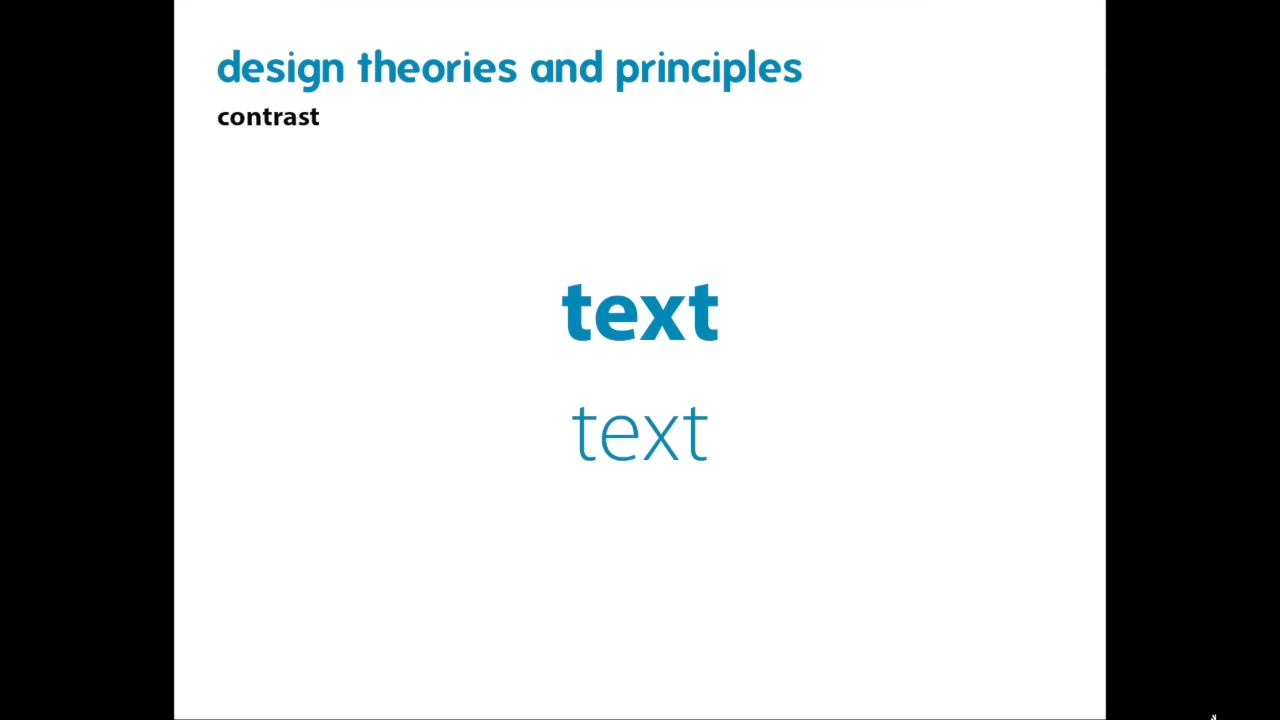 design theories and principles
contrast
text
text